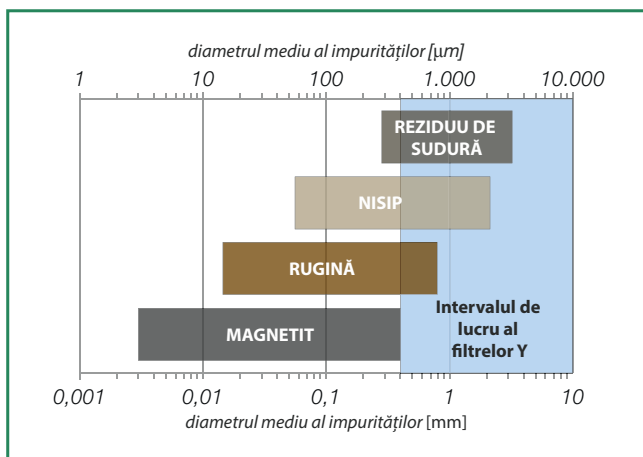 diametrul mediu al impurităților [µm]
1 10 100 1.000 10.000
REZIDUU DE
SUDURĂ
NISIP
RUGINĂ
MAGNETIT
Intervalul de
lucru al
filtrelor Y
0,001 0,01 0,1 1 10
diametrul mediu al impurităților [mm]